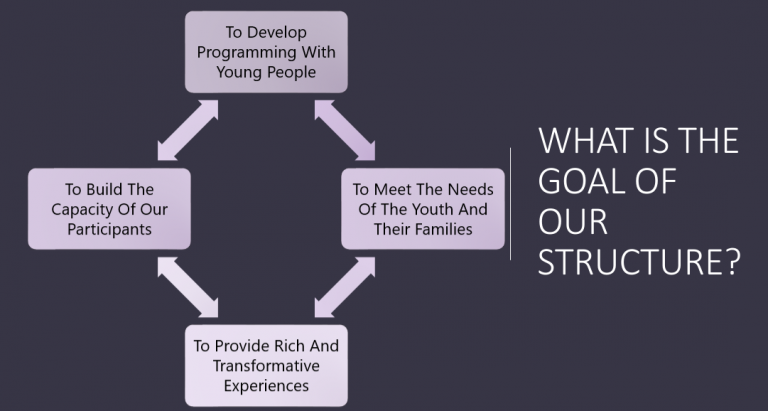 To Develop
Programming With
Young People
To Build The
Capacity Of Our
Participants
To Meet The Needs
Of The Youth And
Their Families
To Provide Rich And
Transformative
Experiences
WHAT IS THE
GOAL OF
OUR
STRUCTURE?